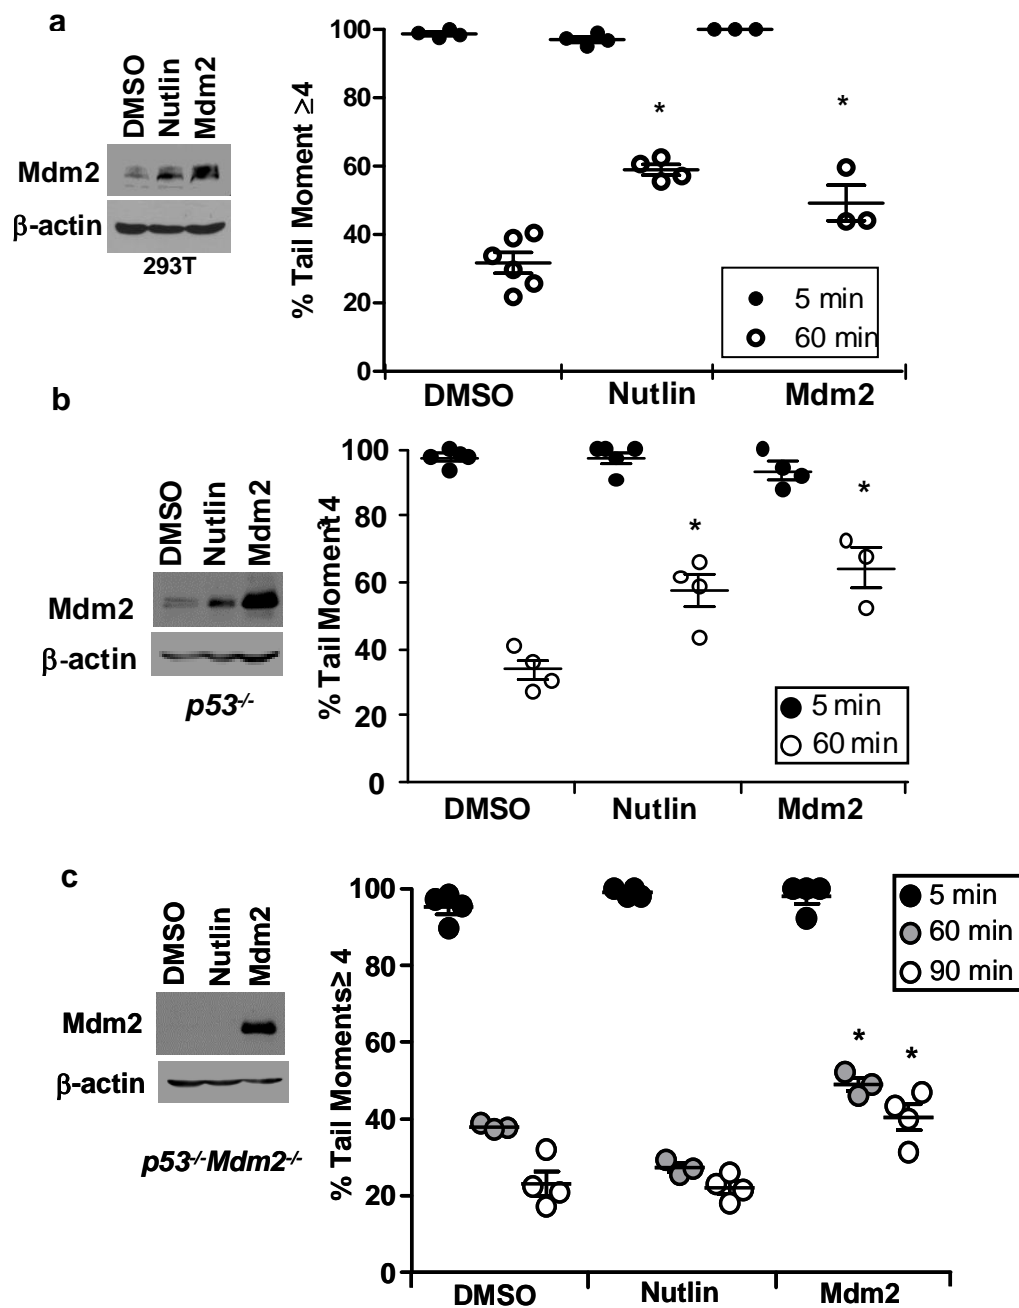 a
DMSO
Nutlin
Mdm2
Mdm2
β-actin
293T
% Tail Moment ≥4
100
80
60
40
20
0
*
*
5 min
60 min
DMSO
Nutlin
Mdm2
b
DMSO
Nutlin
Mdm2
Mdm2
β-actin
p53-/-
% Tail Moment 4
100
80
60
40
20
0
*
*
5 min
60 min
DMSO
Nutlin
Mdm2
c
DMSO
Nutlin
Mdm2
Mdm2
β-actin
p53-/-Mdm2-/-
% Tail Moments≥ 4
100
80
60
40
20
0
*
*
5 min
60 min
90 min
DMSO
Nutlin
Mdm2